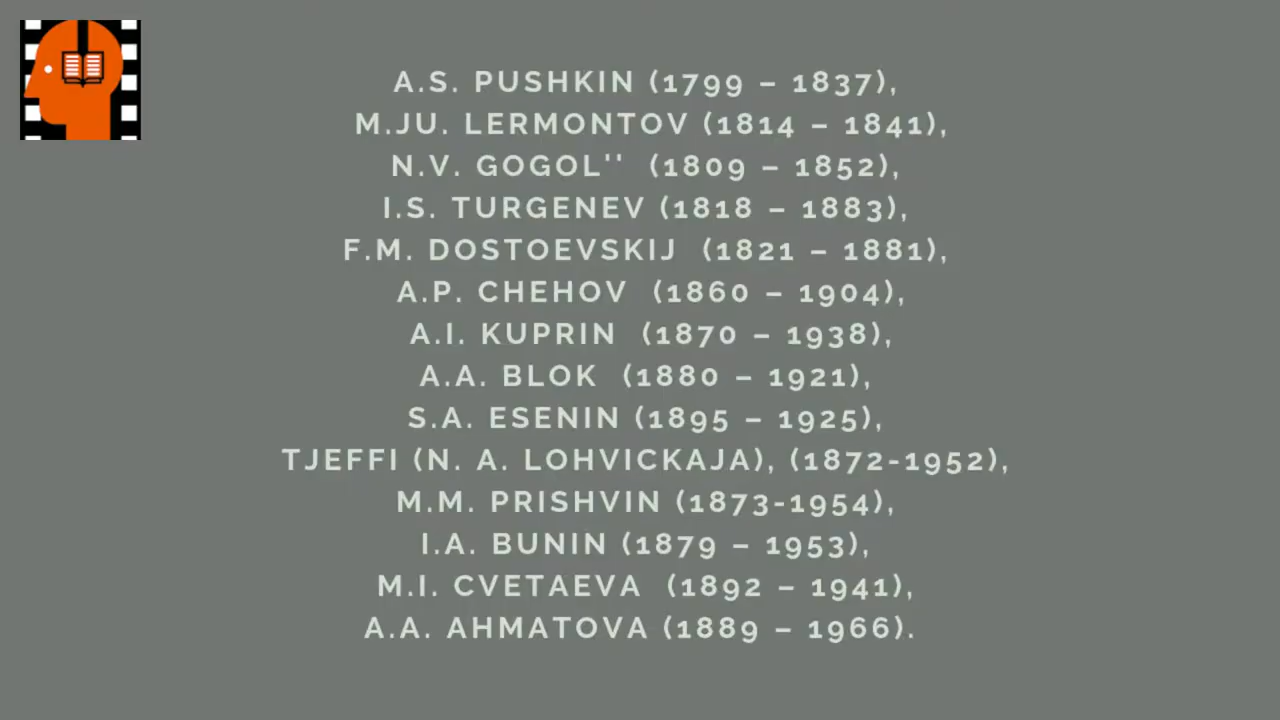 A.S. PUSHKIN (1799 – 1837),
M.JU. LERMONTOV (1814 – 1841),
N.V. GOGOL'' (1809 – 1852),
I.S. TURGENEV (1818 – 1883),
F.M. DOSTOEVSKIJ (1821 – 1881),
A.P. CHEHOV (1860 – 1904),
A.I. KUPRIN (1870 – 1938),
A.A. BLOK (1880 – 1921),
S.A. ESENIN (1895 – 1925),
TJEFFI (N. A. LOHVICKAJA), (1872-1952),
M.M. PRISHVIN (1873-1954),
I.A. BUNIN (1879 – 1953),
M.I. CVETAEVA (1892 – 1941),
A.A. AHMATOVA (1889 – 1966).